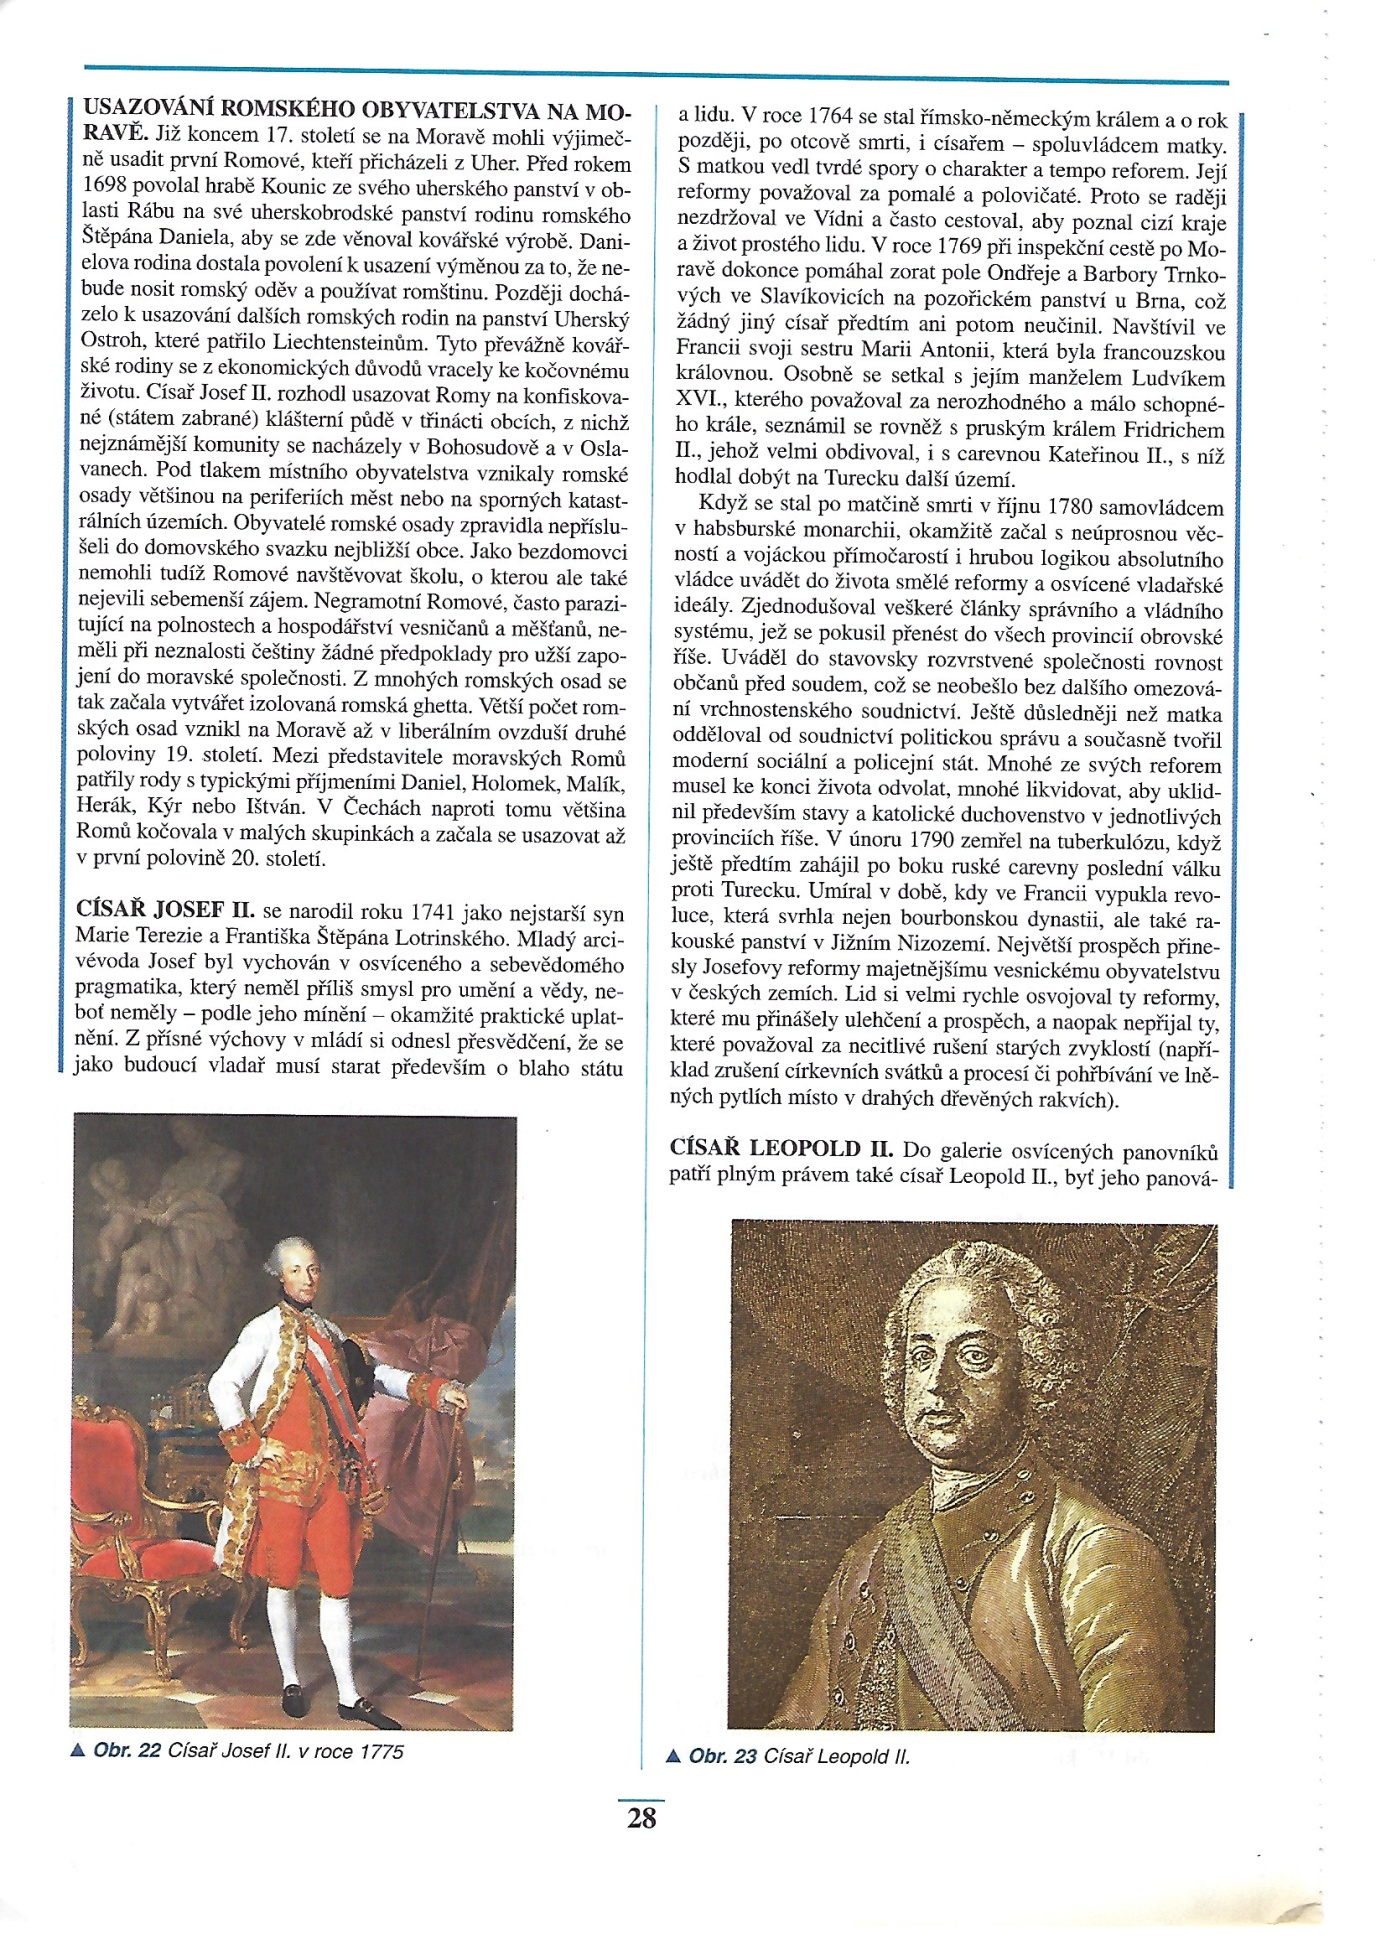 USAZOVÁNÍ ROMSKÉHO OBYVATELSTVA NA MO-
RAVĚ. Již koncem 17. století se na Moravě mohli výjimeč-
ně usadit první Romové, kteří přicházeli z Uher. Před rokem
1698 povolal hrabě Kounic ze svého uherského panství v ob-
lasti Rábu na své uherskobrodské panství rodinu romského
Štěpána Daniela, aby se zde věnoval kovářské výrobě. Dani-
elova rodina dostala povolení k usazení výměnou za to, že ne-
bude nosit romský oděv a používat romštinu. Později dochá-
zelo k usazování dalších romských rodin na panství Uherský
Ostroh, které patřilo Liechtensteinům. Tyto převážně kovář-
ské rodiny se z ekonomických důvodů vracely ke kočovnému
životu. Císař Josef II. rozhodl usazovat Romy na konfiskova-
né (státem zabrané) klášterní půdě v třinácti obcích, z nichž
nejznámější komunity se nacházely v Bohosudově a v Osla-
vanech. Pod tlakem místního obyvatelstva vznikaly romské
osady většinou na periferiích měst nebo na sporných katast-
rálních územích. Obyvatelé romské osady zpravidla nepříslu-
šeli do domovského svazku nejbližší obce. Jako bezdomovci
nemohli tudíž Romové navštěvovat školu, o kterou ale také
nejevili sebemenší zájem. Negramotní Romové, často parazi-
tující na polnostech a hospodářství vesničanů a měšťanů, ne-
měli při neznalosti češtiny žádné předpoklady pro užší zapo-
jení do moravské společnosti. Z mnohých romských osad se
tak začala vytvářet izolovaná romská ghetta. Větší počet rom-
ských osad vznikl na Moravě až v liberálním ovzduší druhé
poloviny 19. století. Mezi představitele moravských Romů
patřily rody s typickými příjmeními Daniel, Holomek, Malík,
Herák, Kýr nebo Ištván. V Čechách naproti tomu většina
Romů kočovala v malých skupinkách a začala se usazovat až
v první polovině 20. století.
CÍSAŘ JOSEF II. se narodil roku 1741 jako nejstarší syn
Marie Terezie a Františka Štěpána Lotrinského. Mladý arci-
vévoda Josef byl vychován v osvíceného a sebevědomého
pragmatika, který neměl příliš smysl pro umění a vědy, ne-
boť neměly – podle jeho mínění – okamžité praktické uplat-
nění. Z přísné výchovy v mládí si odnesl přesvědčení, že se
jako budoucí vladař musí starat především o blaho státu
a lidu. V roce 1764 se stal římsko-německým králem a o rok
později, po otcově smrti, i císařem – spoluvládcem matky.
S matkou vedl tvrdé spory o charakter a tempo reforem. Její
reformy považoval za pomalé a polovičaté. Proto se raději
nezdržoval ve Vídni a často cestoval, aby poznal cizí kraje
a život prostého lidu. V roce 1769 při inspekční cestě po Mo-
ravě dokonce pomáhal zorat pole Ondřeje a Barbory Trnko-
vých ve Slavíkovicích na pozořickém panství u Brna, což
žádný jiný císař předtím ani potom neučinil. Navštívil ve
Francii svoji sestru Marii Antonii, která byla francouzskou
královnou. Osobně se setkal s jejím manželem Ludvíkem
XVI., kterého považoval za nerozhodného a málo schopné-
ho krále, seznámil se rovněž s pruským králem Fridrichem
II., jehož velmi obdivoval, i s carevnou Kateřinou II., s níž
hodlal dobýt na Turecku další území.
Když se stal po matčině smrti v říjnu 1780 samovládcem
v habsburské monarchii, okamžitě začal s neúprosnou věc-
ností a vojáckou přímočarostí i hrubou logikou absolutního
vládce uvádět do života smělé reformy a osvícené vladařské
ideály. Zjednodušoval veškeré články správního a vládního
systému, jež se pokusil přenést do všech provincií obrovské
říše. Uváděl do stavovsky rozvrstvené společnosti rovnost
občanů před soudem, což se neobešlo bez dalšího omezová-
ní vrchnostenského soudnictví. Ještě důsledněji než matka
odděloval od soudnictví politickou správu a současně tvořil
moderní sociální a policejní stát. Mnohé ze svých reforem
musel ke konci života odvolat, mnohé likvidovat, aby uklid-
nil především stavy a katolické duchovenstvo v jednotlivých
provinciích říše. V únoru 1790 zemřel na tuberkulózu, když
ještě předtím zahájil po boku ruské carevny poslední válku
proti Turecku. Umíral v době, kdy ve Francii vypukla revo-
luce, která svrhla nejen bourbonskou dynastii, ale také ra-
kouské panství v Jižním Nizozemí. Největší prospěch přine-
sly Josefovy reformy majetnějšímu vesnickému obyvatelstvu
v českých zemích. Lid si velmi rychle osvojoval ty reformy,
které mu přinášely ulehčení a prospěch, a naopak nepřijal ty,
které považoval za necitlivé rušení starých zvyklostí (napří-
klad zrušení církevních svátků a procesí či pohřbívání ve lně-
ných pytlích místo v drahých dřevěných rakvích).
CÍSAŘ LEOPOLD II. Do galerie osvícených panovníků
patří plným právem také císař Leopold II., byť jeho panová-
▲ Obr. 22 Císař Josef II. v roce 1775
▲ Obr. 23 Císař Leopold II.
28